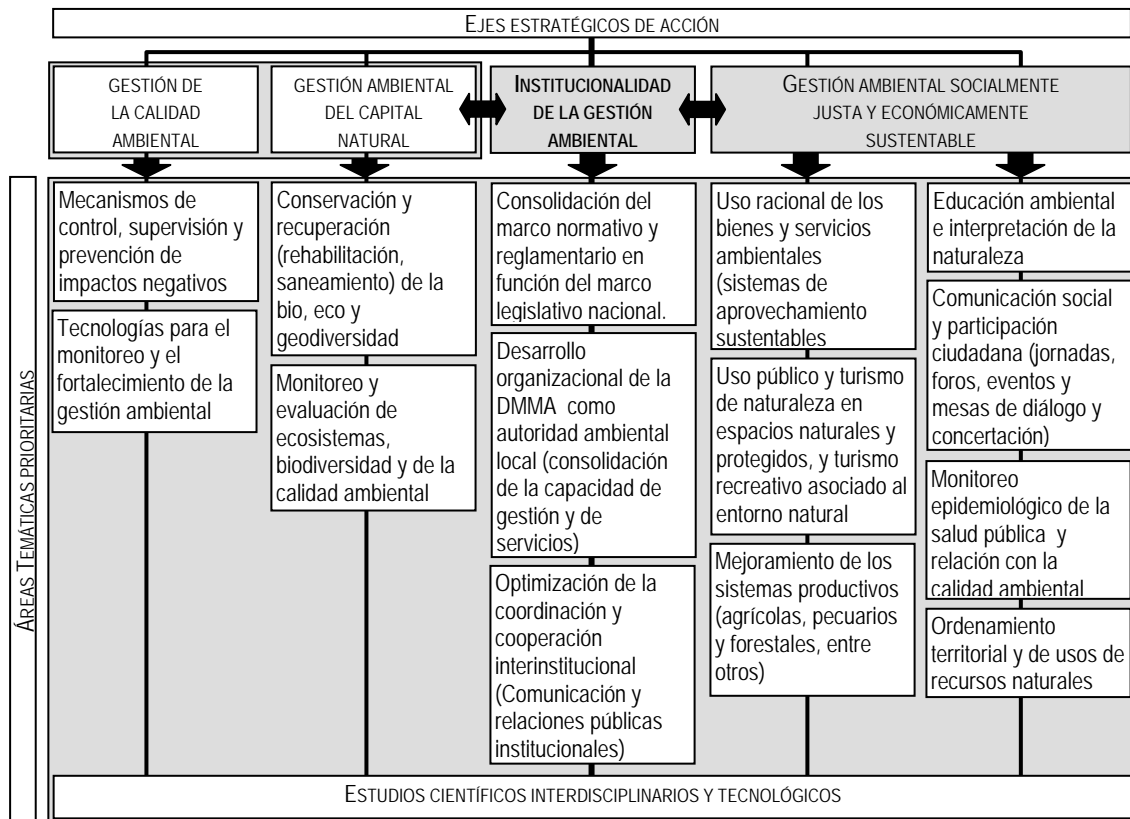 EJES ESTRATÉGICOS DE ACCIÓN
GESTIÓN DE
LA CALIDAD
AMBIENTAL
GESTIÓN AMBIENTAL
DEL CAPITAL
NATURAL
INSTITUCIONALIDAD
DE LA GESTIÓN
AMBIENTAL
GESTIÓN AMBIENTAL SOCIALMENTE
JUSTA Y ECONÓMICAMENTE
SUSTENTABLE
ÁREAS TEMÁTICAS PRIORITARIAS
Mecanismos de
control, supervisión y
prevención de
impactos negativos
Tecnologías para el
monitoreo y el
fortalecimiento de la
gestión ambiental
Conservación y
recuperación
(rehabilitación,
saneamiento) de la
bio, eco y
geodiversidad
Monitoreo y
evaluación de
ecosistemas,
biodiversidad y de la
calidad ambiental
Consolidación del
marco normativo y
reglamentario en
función del marco
legislativo nacional.
Desarrollo
organizacional de la
DMMA como
autoridad ambiental
local (consolidación
de la capacidad de
gestión y de
servicios)
Optimización de la
coordinación y
cooperación
interinstitucional
(Comunicación y
relaciones públicas
institucionales)
Uso racional de los
bienes y servicios
ambientales
(sistemas de
aprovechamiento
sustentables
Uso público y turismo
de naturaleza en
espacios naturales y
protegidos, y turismo
recreativo asociado al
entorno natural
Mejoramiento de los
sistemas productivos
(agrícolas, pecuarios
y forestales, entre
otros)
Educación ambiental
e interpretación de la
naturaleza
Comunicación social
y participación
ciudadana (jornadas,
foros, eventos y
mesas de diálogo y
concertación)
Monitoreo
epidemiológico de la
salud pública y
relación con la
calidad ambiental
Ordenamiento
territorial y de usos de
recursos naturales
ESTUDIOS CIENTÍFICOS INTERDISCIPLINARIOS Y TECNOLÓGICOS